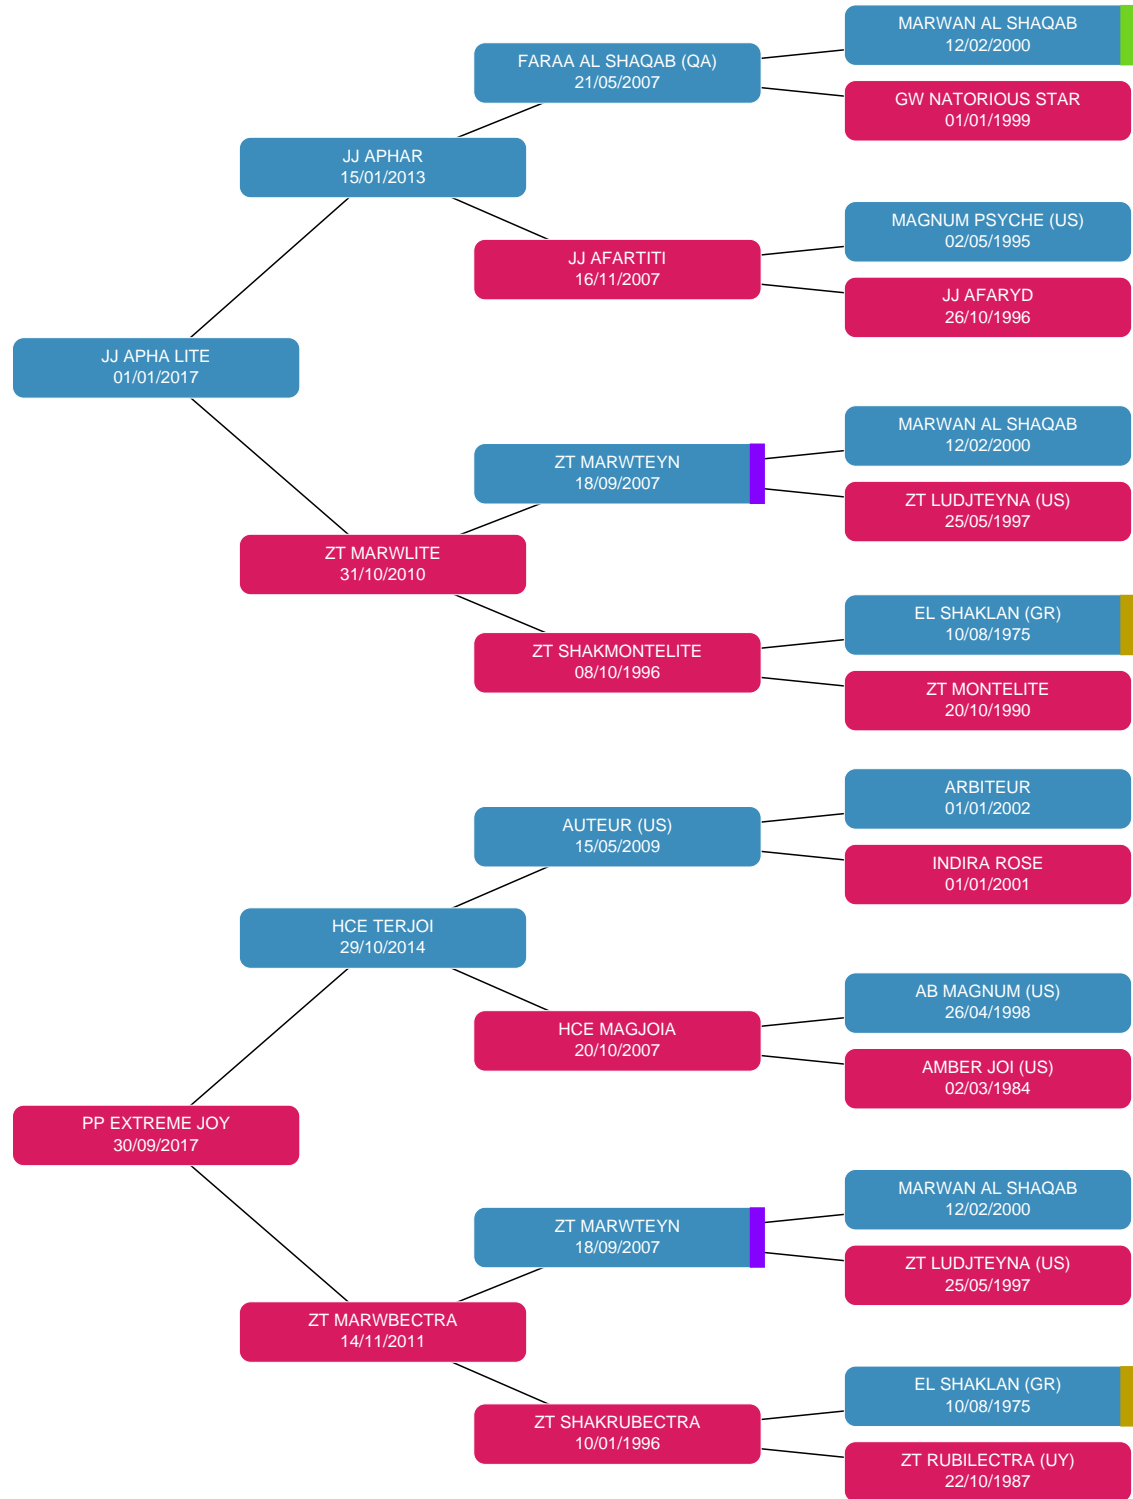 MARWAN AL SHAQAB
12/02/2000
FARAA AL SHAQAB (QA)
21/05/2007
GW NATORIOUS STAR
01/01/1999
JJ APHAR
15/01/2013
MAGNUM PSYCHE (US)
02/05/1995
JJ AFARTITI
16/11/2007
JJ AFARYD
26/10/1996
JJ APHA LITE
01/01/2017
MARWAN AL SHAQAB
12/02/2000
ZT MARWTEYN
18/09/2007
ZT LUDJTEYNA (US)
25/05/1997
ZT MARWLITE
31/10/2010
EL SHAKLAN (GR)
10/08/1975
ZT SHAKMONTELITE
08/10/1996
ZT MONTELITE
20/10/1990
ARBITEUR
01/01/2002
AUTEUR (US)
15/05/2009
INDIRA ROSE
01/01/2001
HCE TERJOI
29/10/2014
AB MAGNUM (US)
26/04/1998
HCE MAGJOIA
20/10/2007
AMBER JOI (US)
02/03/1984
PP EXTREME JOY
30/09/2017
MARWAN AL SHAQAB
12/02/2000
ZT MARWTEYN
18/09/2007
ZT LUDJTEYNA (US)
25/05/1997
ZT MARWBECTRA
14/11/2011
EL SHAKLAN (GR)
10/08/1975
ZT SHAKRUBECTRA
10/01/1996
ZT RUBILECTRA (UY)
22/10/1987